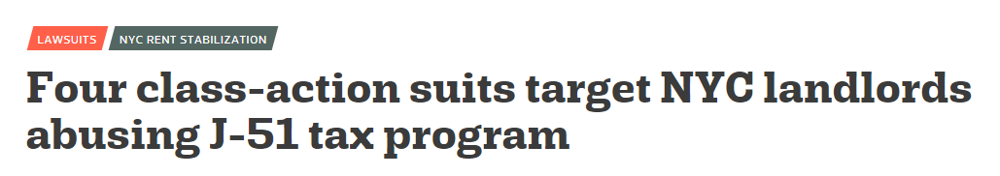 LAWSUITS NYC RENT STABILIZATION
Four class-action suits target NYC landlords
abusing J-51 tax program